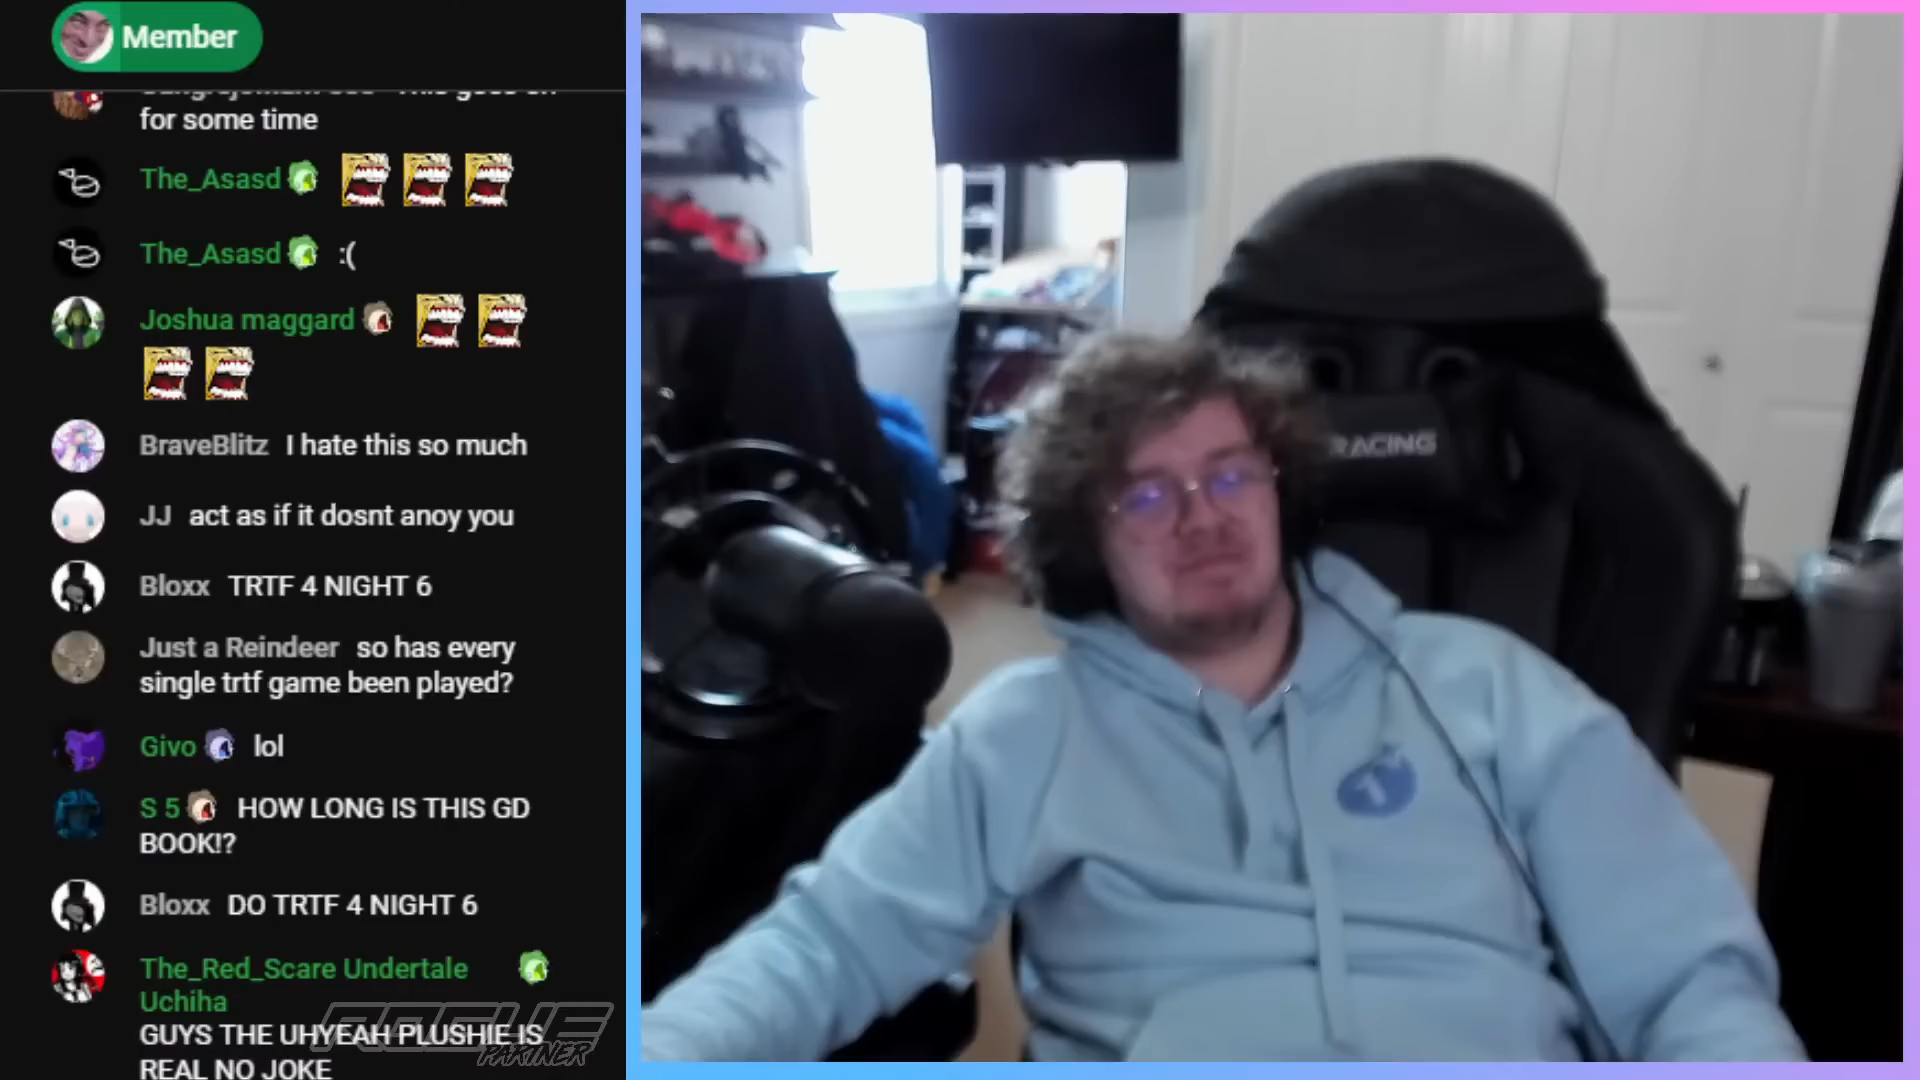 Member
for some time
The_Asasd
The_Asasd :(
Joshua maggard
BraveBlitz I hate this so much
JJ act as if it dosnt anoy you
Bloxx TRTF 4 NIGHT 6
Just a Reindeer so has every
single trtf game been played?
Givo lol
S 5 HOW LONG IS THIS GD
BOOK!?
Bloxx DO TRTF 4 NIGHT 6
The_Red_Scare Undertale
Uchiha
GUYS THE UHYEAH PLUSHIE IS
REAL NO JOKE
ROGUE
PARTNER
RACING